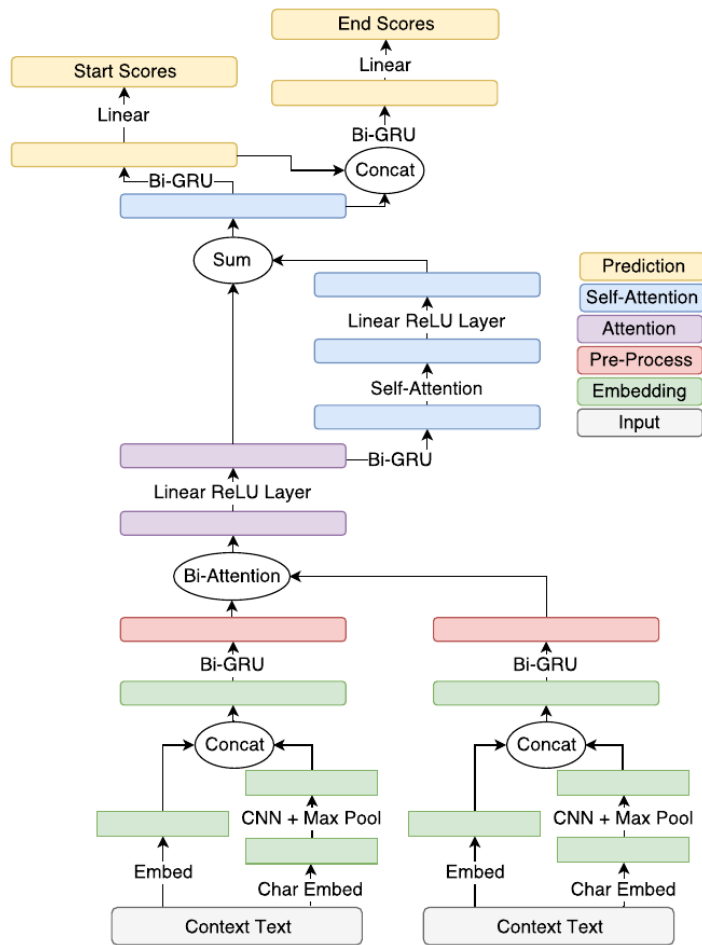 End Scores
Linear
Start Scores
Linear
Bi-GRU
Concat
Bi-GRU
Sum
Prediction
Self-Attention
Attention
Pre-Process
Embedding
Input
Linear ReLU Layer
Self-Attention
Bi-GRU
Linear ReLU Layer
Bi-Attention
Bi-GRU
Bi-GRU
Concat
Concat
CNN + Max Pool
CNN + Max Pool
Embed
Char Embed
Embed
Char Embed
Context Text
Context Text